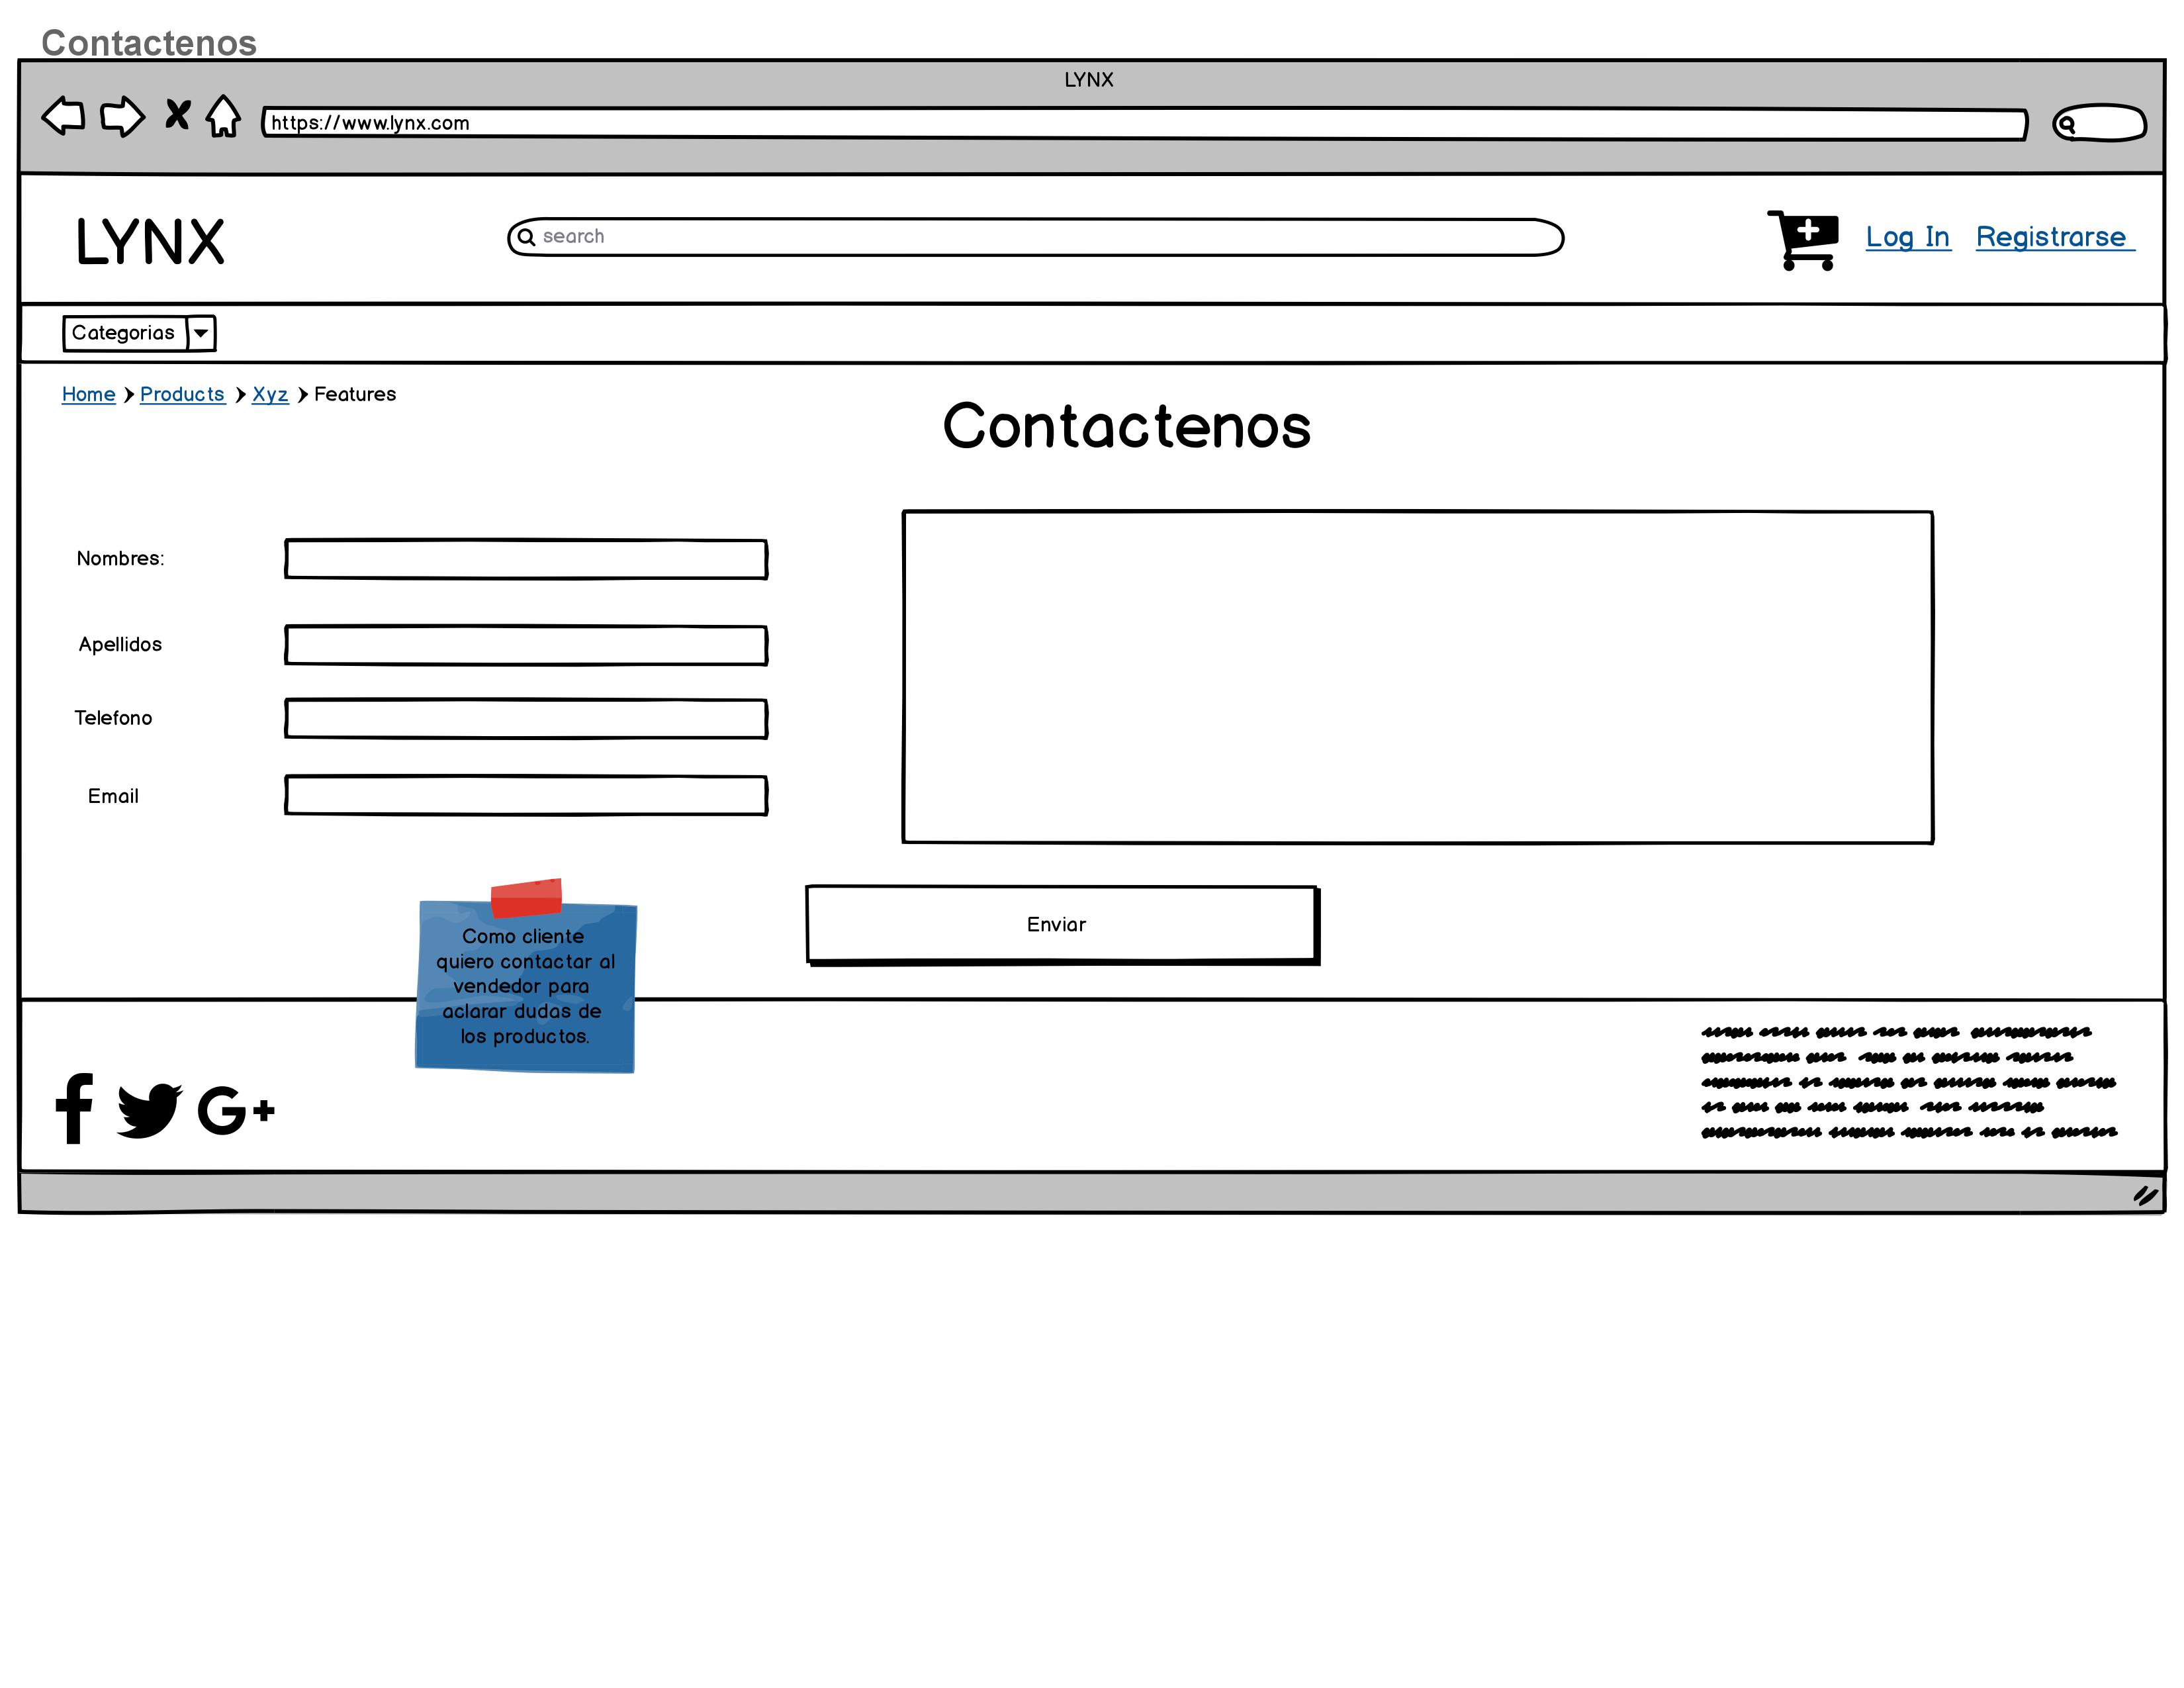 Contactenos
LYNX
https://www.lynx.com
LYNX
search
Log In
Registrarse
Categorias
Home
Products
Xyz
Features
Contactenos
Nombres:
Apellidos
Telefono
Email
Enviar
Como cliente
quiero contactar al
vendedor para
aclarar dudas de
los productos.
G+